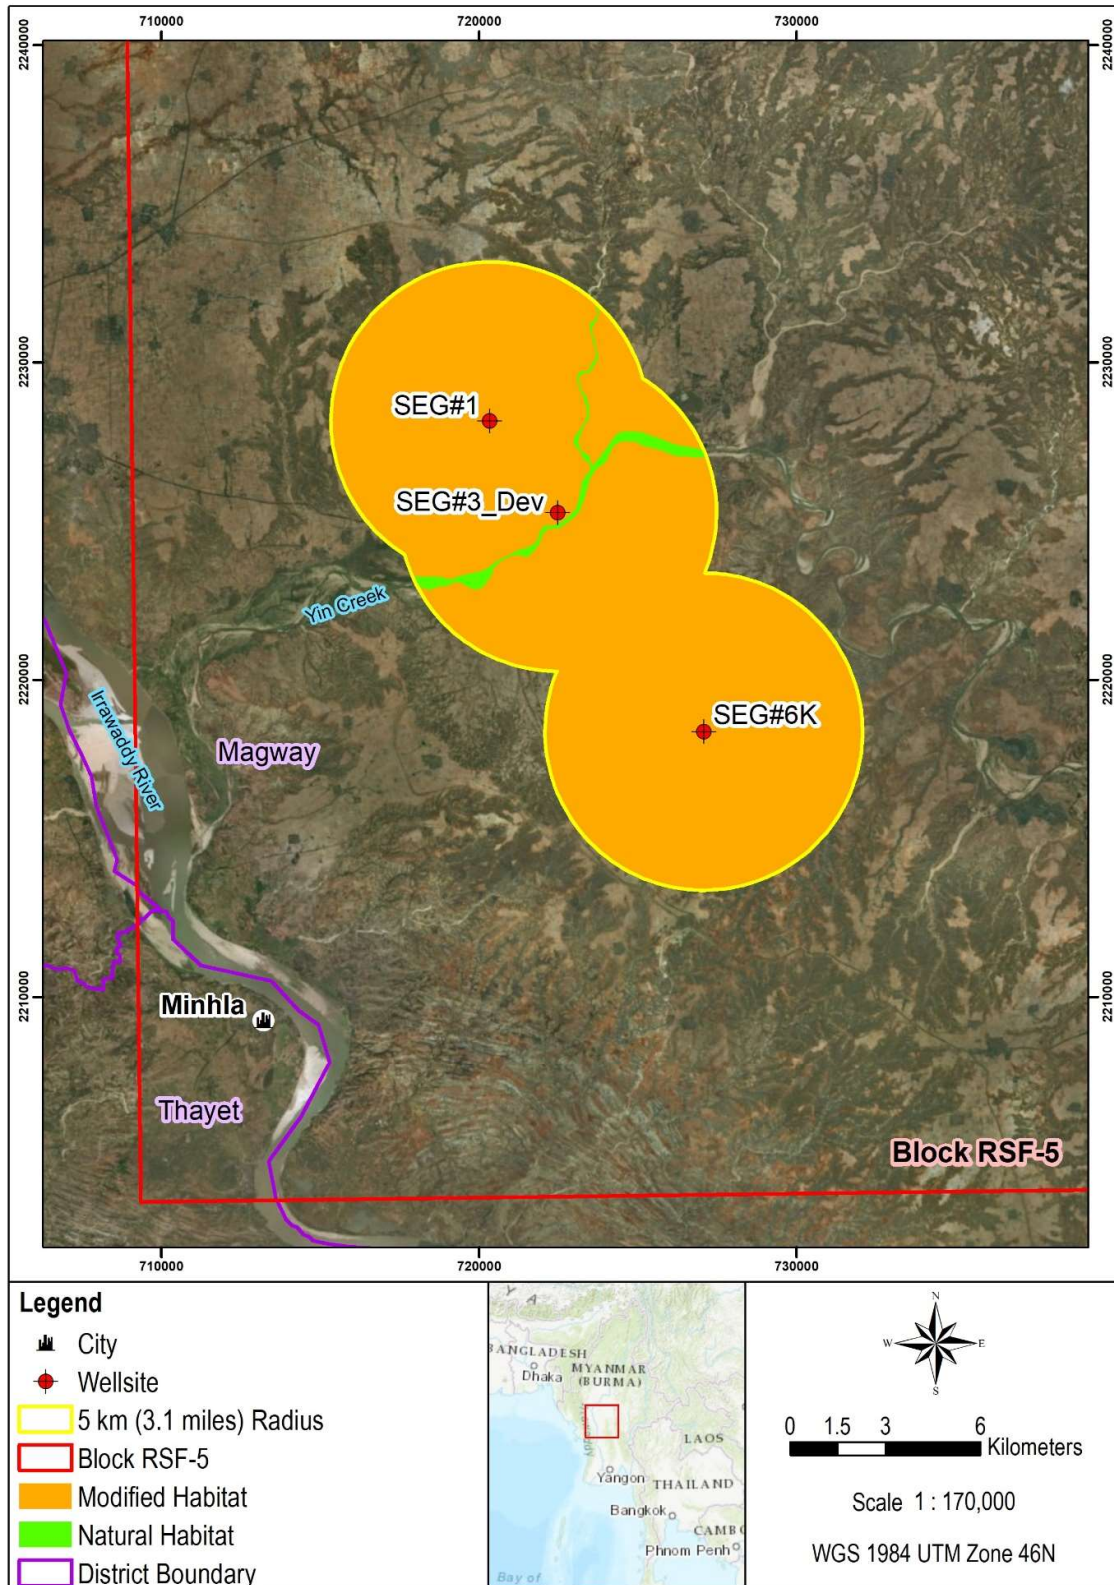 710000
720000
730000
2240000
2240000
2230000
2230000
SEG#1
SEG#3_Dev
Yin Creek
2220000
2220000
Irrawaddy River
SEG#6K
Magway
2210000
2210000
Minhla
Thayet
Block RSF-5
710000
720000
730000
Legend
City
Wellsite
5 km (3.1 miles) Radius
Block RSF-5
Modified Habitat
Natural Habitat
District Boundary
Y A
BANGLADESH
Dhaka
MYANMAR
(BURMA)
LAOS
Yangon
THAILAND
Bangkok
CAMBO
Phnom Penh
Bay of
N
W
E
S
0 1.5 3 6
Kilometers
Scale 1 : 170,000
WGS 1984 UTM Zone 46N